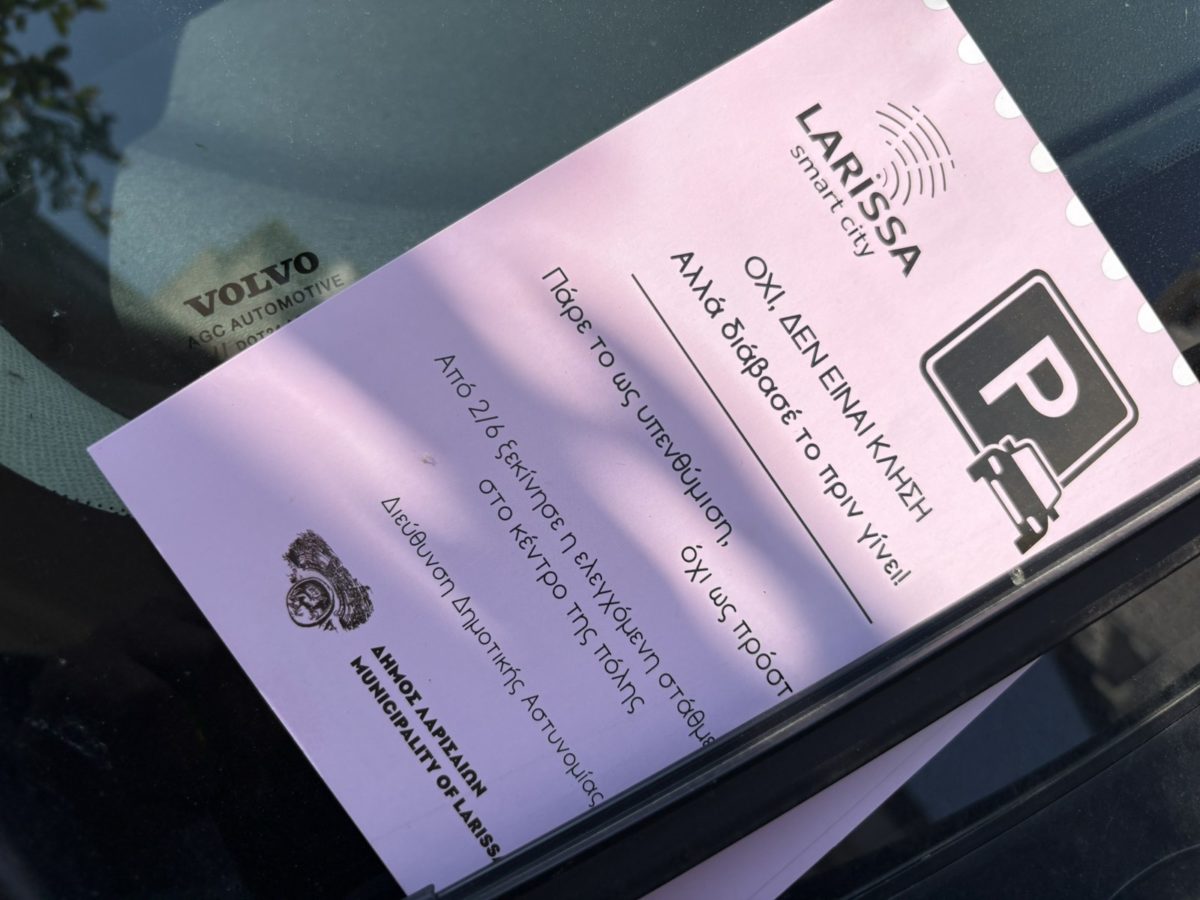 LARISSA
smart city
P
ΟΧΙ, ΔΕΝ ΕΙΝΑΙ ΚΛΗΣΗ
Αλλά διάβασέ το πριν γίνει!
Πάρε το ως υπενθύμιση,
όχι ως πρόστ
Από 2/6 ξεκίνησε η ελεγχόμενη στάθμε
στο κέντρο της πόλης
Διεύθυνση Δημοτικής Αστυνομίας
ΔΗΜΟΣ ΛΑΡΙΣΑΙΩΝ
MUNICIPALITY OF LARISS
VOLVO
AGC AUTOMOTIVE